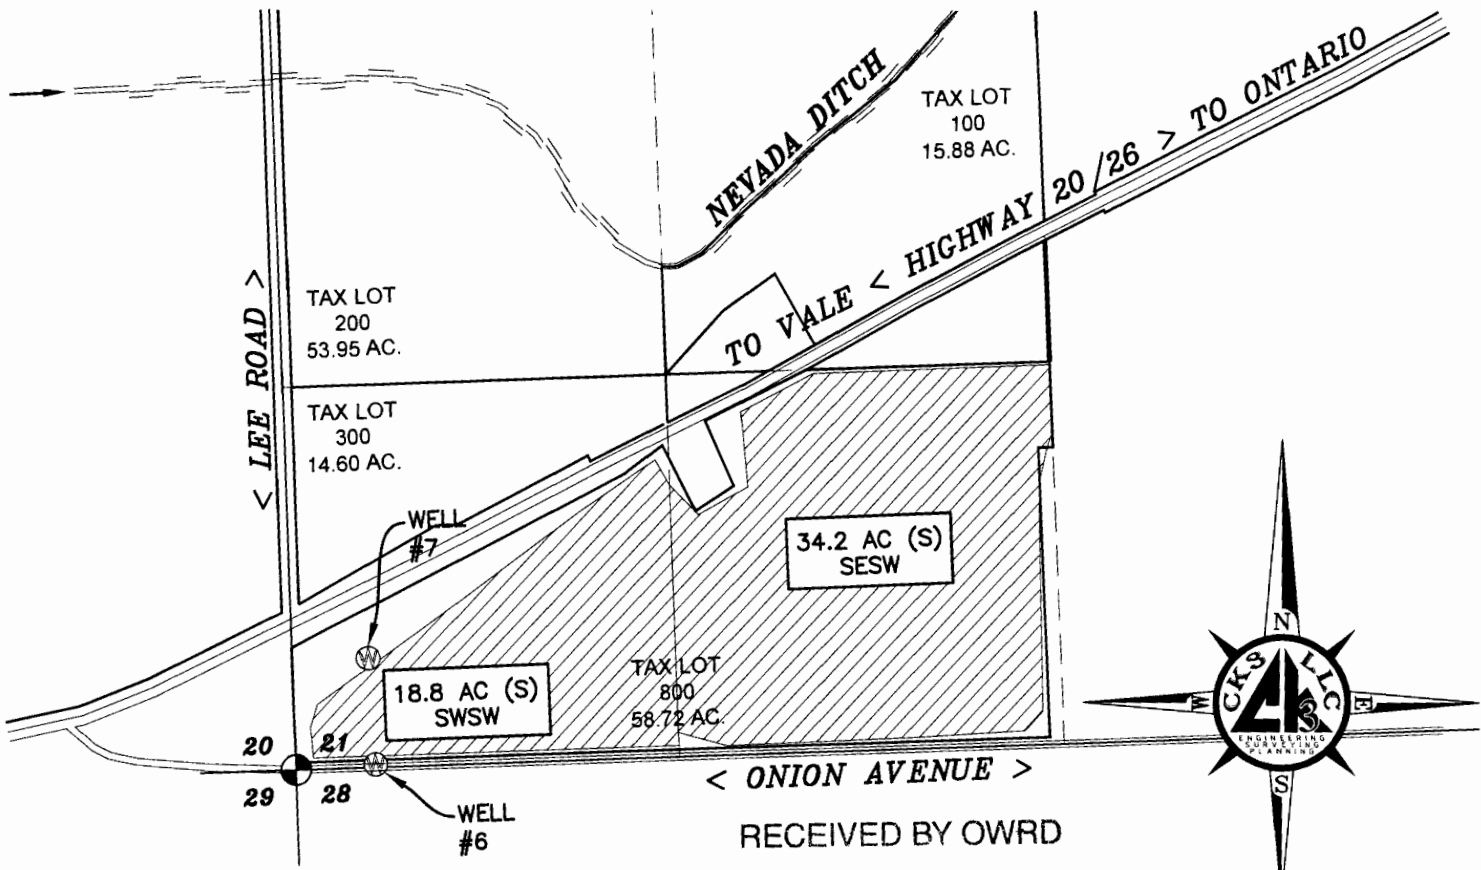 NEVADA DITCH
TAX LOT
100
15.88 AC.
TO VALE < HIGHWAY 20/26 > TO ONTARIO
< LEE ROAD >
TAX LOT
200
53.95 AC.
TAX LOT
300
14.60 AC.
WELL
#7
34.2 AC (S)
SESW
W
18.8 AC (S)
SWSW
TAX LOT
800
58.72 AC.
20 21
29 28
W
< ONION AVENUE >
WELL
#6
RECEIVED BY OWRD
N
W
E
S
CKS LLC
A 3
ENGINEERING
SURVEYING
PLANNING